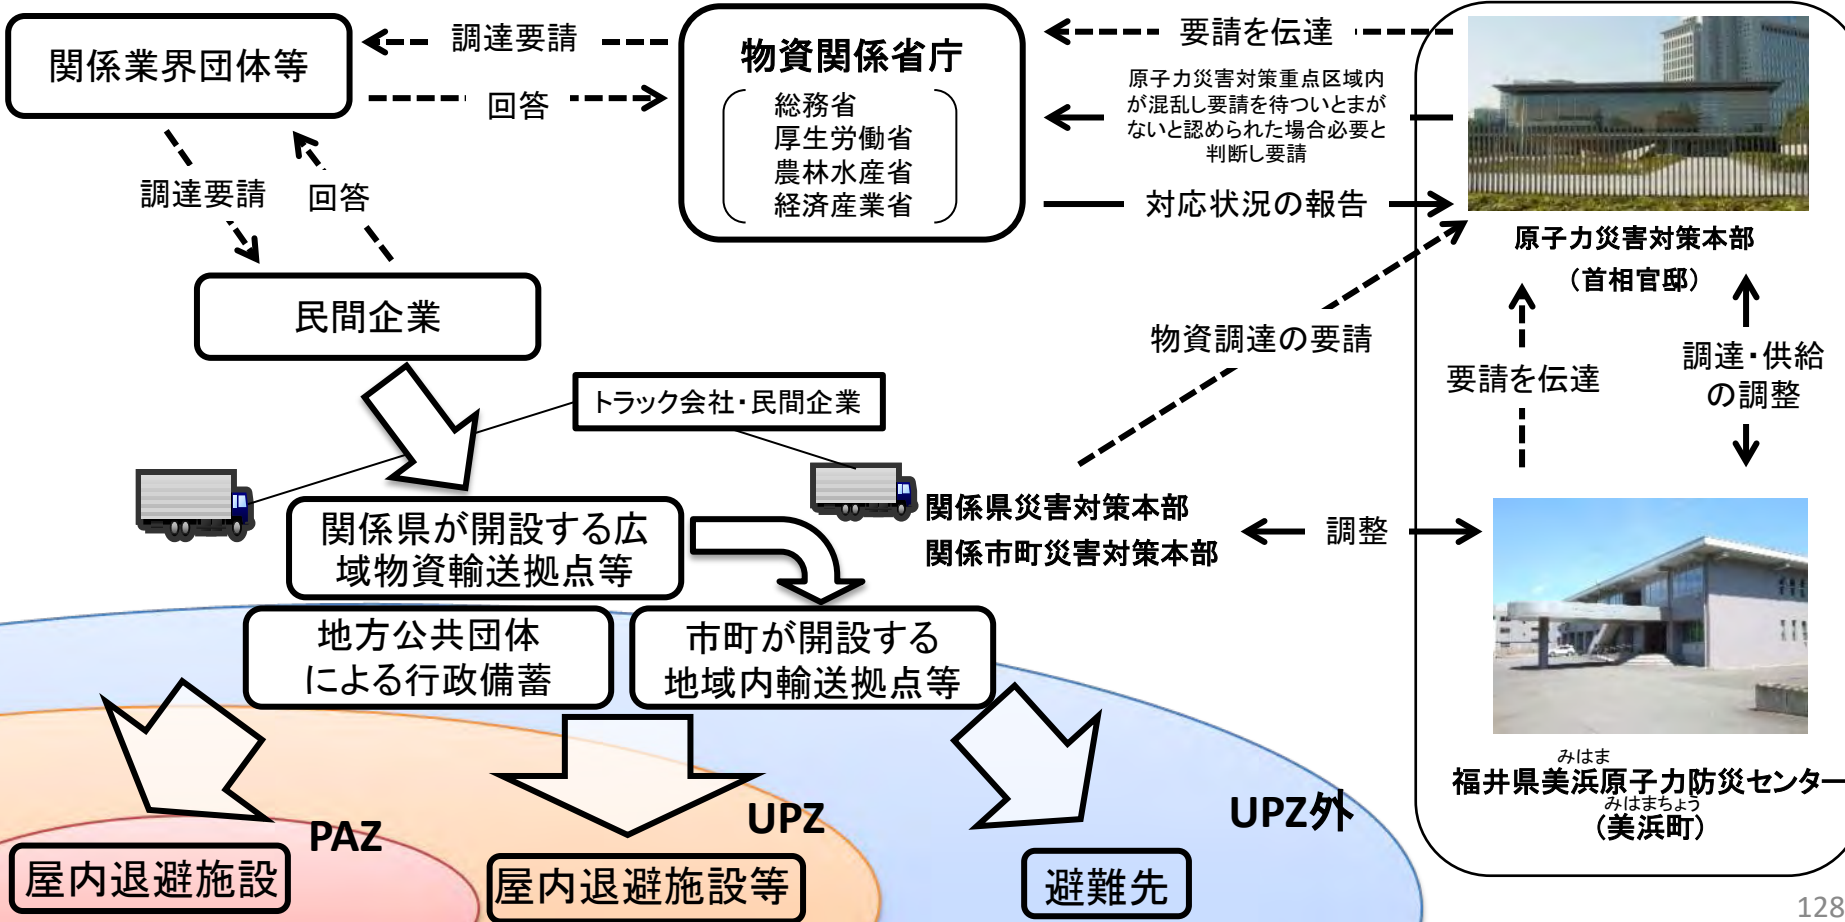 関係業界団体等
調達要請
回答
物資関係省庁
総務省
厚生労働省
農林水産省
経済産業省
要請を伝達
原子力災害対策重点区域内
が混乱し要請を待ついとまが
ないと認められた場合必要と
判断し要請
対応状況の報告
原子力災害対策本部
（首相官邸）
調達要請
回答
民間企業
物資調達の要請
要請を伝達
調達・供給
の調整
トラック会社・民間企業
関係県災害対策本部
関係市町災害対策本部
調整
関係県が開設する広
域物資輸送拠点等
地方公共団体
による行政備蓄
市町が開設する
地域内輸送拠点等
みはま
福井県美浜原子力防災センター
みはまちょう
（美浜町）
PAZ
UPZ
UPZ外
屋内退避施設
屋内退避施設等
避難先
128